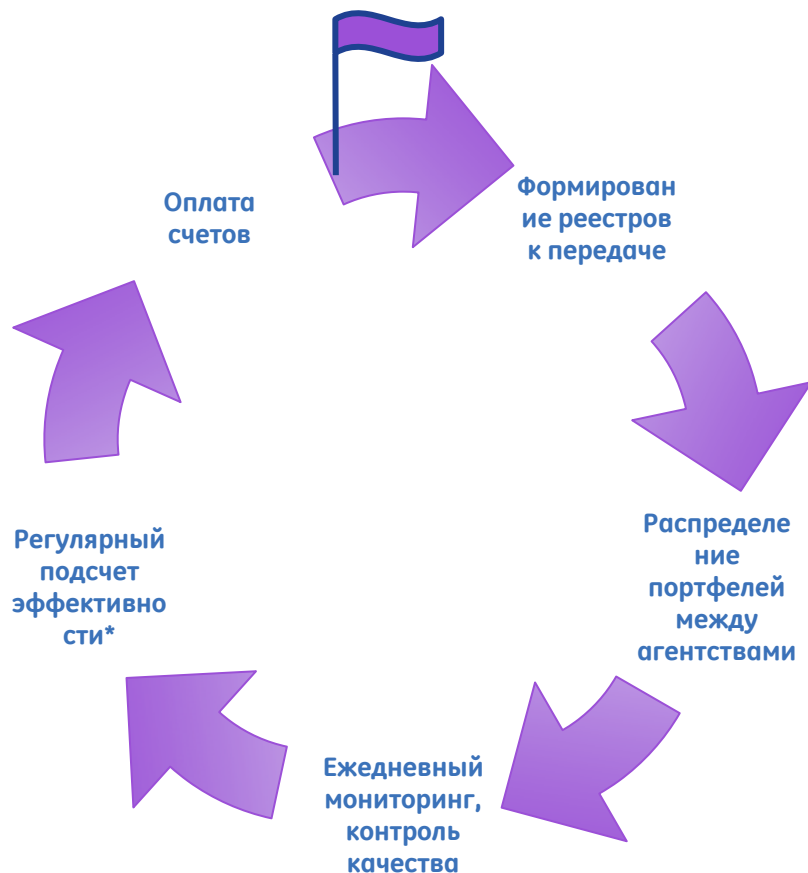 Оплата
счетов
Формирован
ие реестров
к передаче
Распределе
ние
портфелей
между
агентствами
Ежедневный
мониторинг,
контроль
качества
Регулярный
подсчет
эффективно
сти*